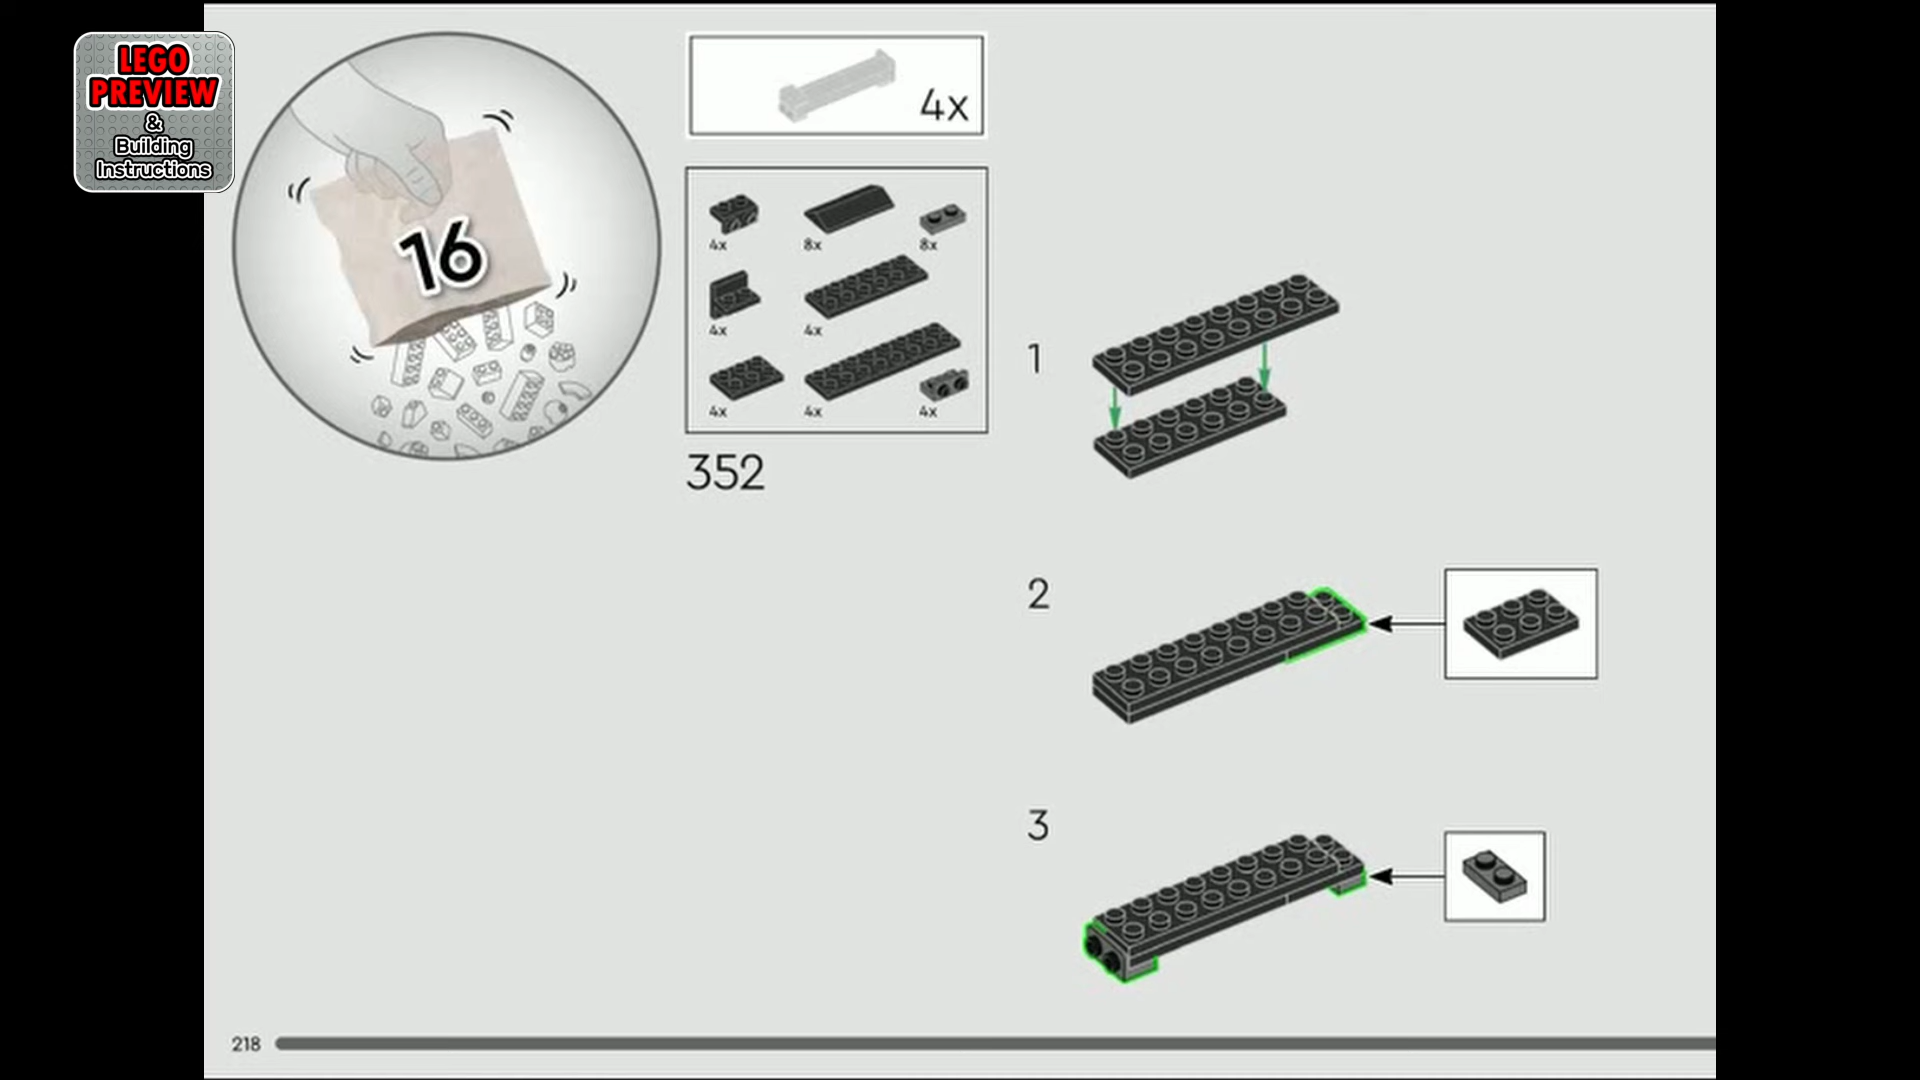 LEGO
PREVIEW
&
Building
Instructions
16
4x
4x
8x
8x
4x
4x
4x
4x
4x
352
1
2
3
218